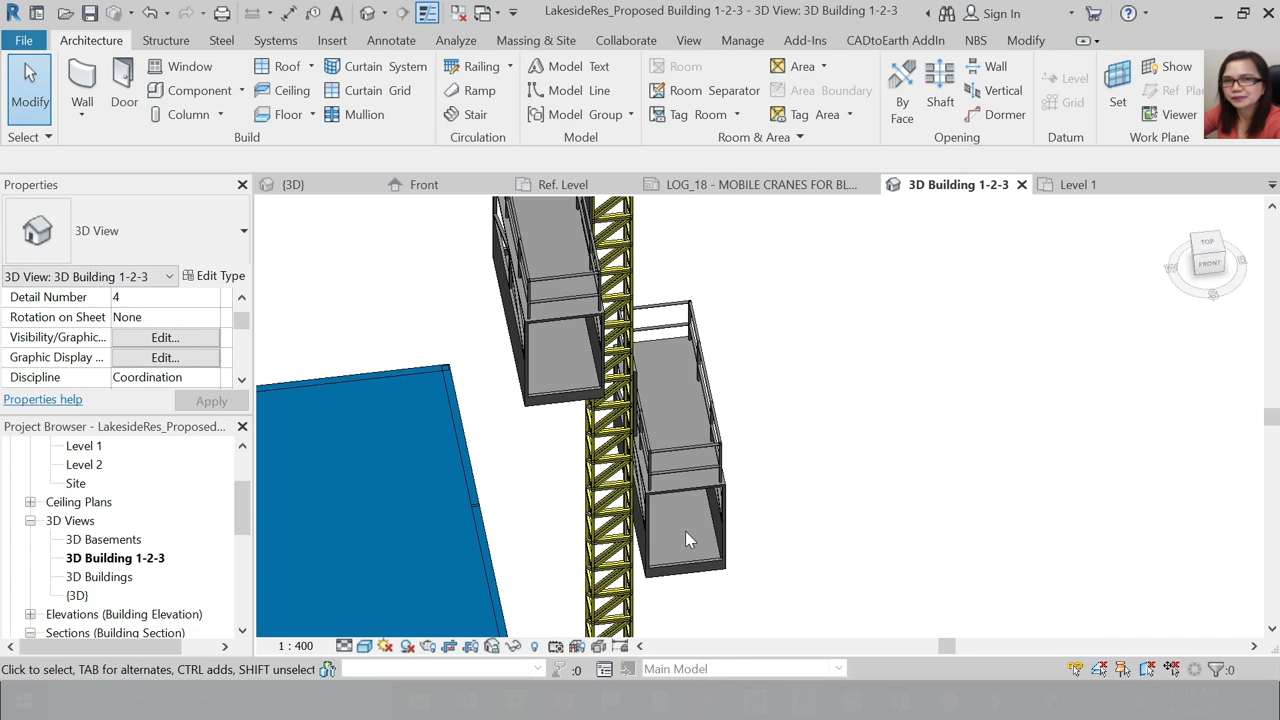 LakesideRes_Proposed Building 1-2-3 - 3D View: 3D Building 1-2-3
Sign In
File Architecture Structure Steel Systems Insert Annotate Analyze Massing & Site Collaborate View Manage Add-Ins CADtoEarth AddIn NBS Modify
Modify Wall Door Window Roof Curtain System Railing Model Text Room Area By Face Shaft Wall Level Set Show
Component Ceiling Curtain Grid Ramp Model Line Room Separator Area Boundary Vertical Grid Ref Pla
Column Floor Mullion Stair Model Group Tag Room Tag Area Dormer Viewer
Select Build Circulation Model Room & Area Opening Datum Work Plane
Properties
{3D} Front Ref. Level LOG_18 - MOBILE CRANES FOR BL... 3D Building 1-2-3 Level 1
3D View
3D View: 3D Building 1-2-3 Edit Type
Detail Number 4
Rotation on Sheet None
Visibility/Graphic... Edit...
Graphic Display ... Edit...
Discipline Coordination
Properties help Apply
Project Browser - LakesideRes_Proposed...
Level 1
Level 2
Site
Ceiling Plans
3D Views
3D Basements
3D Building 1-2-3
3D Buildings
{3D}
Elevations (Building Elevation)
Sections (Building Section)
TOP
FRONT
W E
S
1 : 400
Click to select, TAB for alternates, CTRL adds, SHIFT unselect :0 Main Model :0